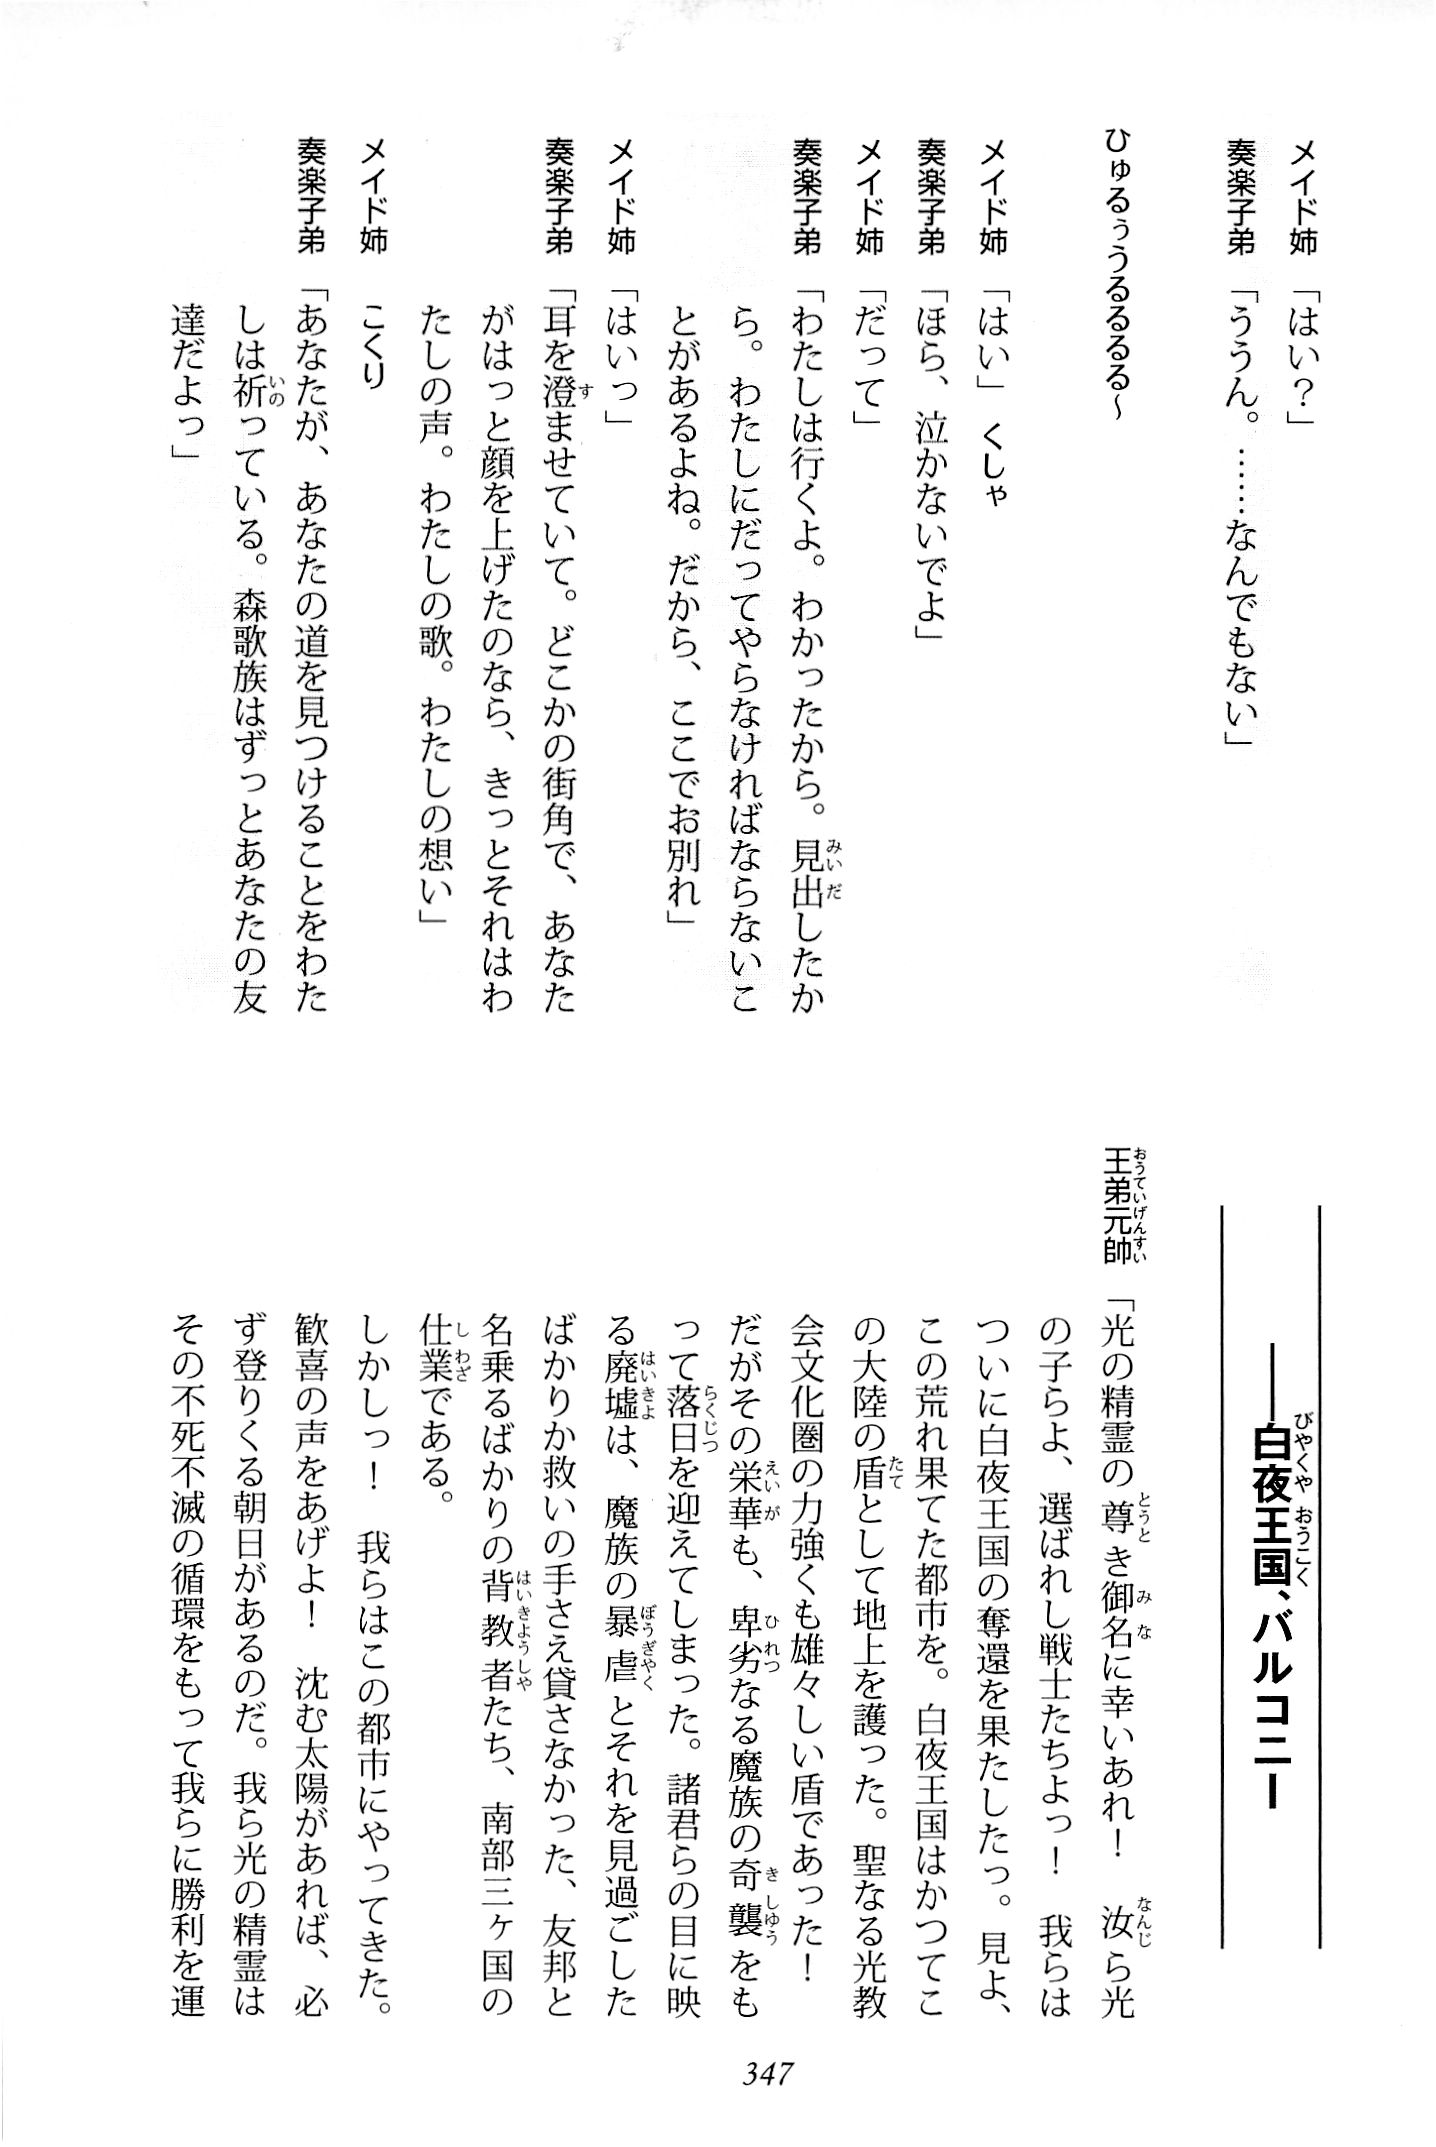 メイド姉「はい？」
奏楽子弟「ううん。……なんでもない」
ひゅるぅうるるるる～
メイド姉「はい」くしゃ
奏楽子弟「ほら、泣かないでよ」
メイド姉「だって」
奏楽子弟「わたしは行くよ。わかったから。見出したか
ら。わたしにだってやらなければならないこ
とがあるよね。だから、ここでお別れ」
メイド姉「はいっ」
奏楽子弟「耳を澄ませていて。どこかの街角で、あなた
がはっと顔を上げたのなら、きっとそれはわ
たしの声。わたしの歌。わたしの想い」
メイド姉　こくり
奏楽子弟「あなたが、あなたの道を見つけることをわた
しは祈っている。森歌族はずっとあなたの友
達だよっ」
――白夜王国、バルコニー
王弟元帥「光の精霊の尊き御名に幸いあれ！　汝ら光
の子らよ、選ばれし戦士たちよっ！　我らは
ついに白夜王国の奪還を果たしたっ。見よ、
この荒れ果てた都市を。白夜王国はかつてこ
の大陸の盾として地上を護った。聖なる光教
会文化圏の力強くも雄々しい盾であった！
だがその栄華も、卑劣なる魔族の奇襲をも
って落日を迎えてしまった。諸君らの目に映
る廃墟は、魔族の暴虐とそれを見過ごした
ばかりか救いの手さえ貸さなかった、友邦と
名乗るばかりの背教者たち、南部三ヶ国の
仕業である。
しかしっ！　我らはこの都市にやってきた。
歓喜の声をあげよ！　沈む太陽があれば、必
ず登りくる朝日があるのだ。我ら光の精霊は
その不死不滅の循環をもって我らに勝利を運
347